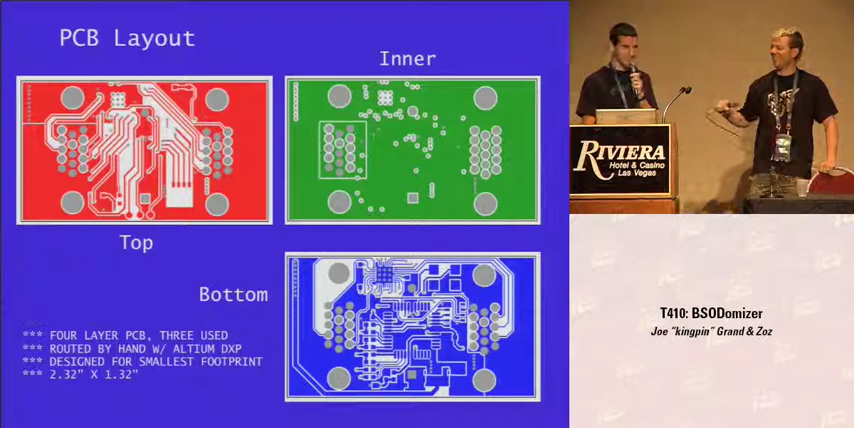 PCB Layout
Inner
Top
Bottom
*** FOUR LAYER PCB, THREE USED
*** ROUTED BY HAND W/ ALTIUM DXP
*** DESIGNED FOR SMALLEST FOOTPRINT
*** 2.32" X 1.32"
RIVIERA
Hotel & Casino
Las Vegas
T410: BSODomizer
Joe "kingpin" Grand & Zoz